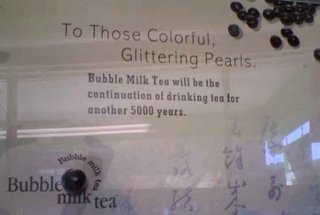 To Those Colorful,
Glittering Pearls.
Bubble Milk Tea will be the
continuation of drinking tea for
another 5000 years.
Bubble milk tea
Bubble
milk tea